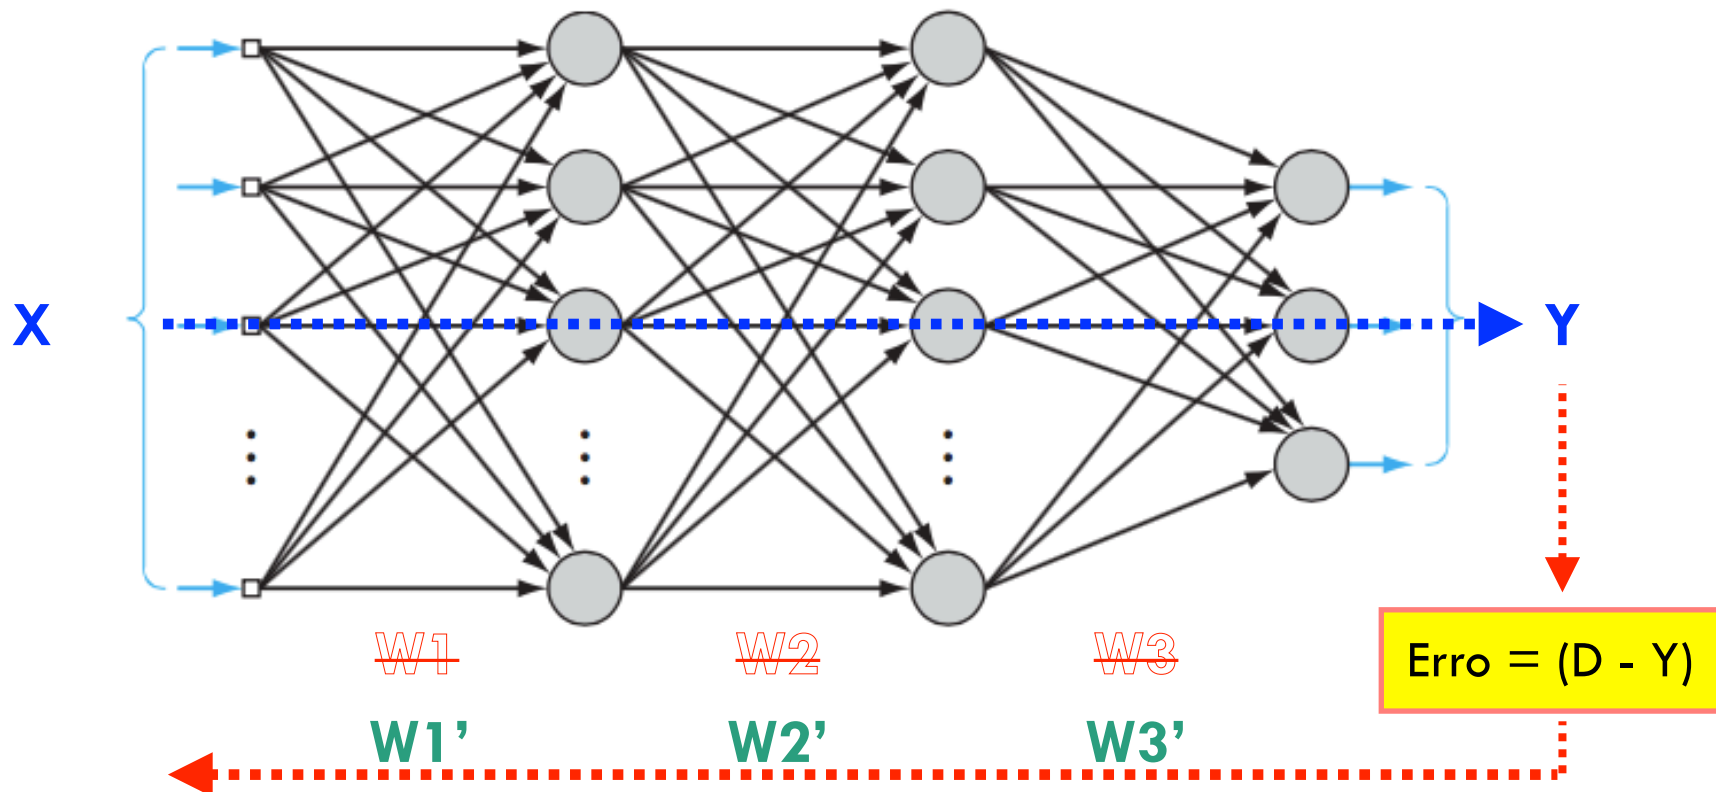 X
Y
W1 W2 W3
Erro = (D - Y)
W1’ W2’ W3’